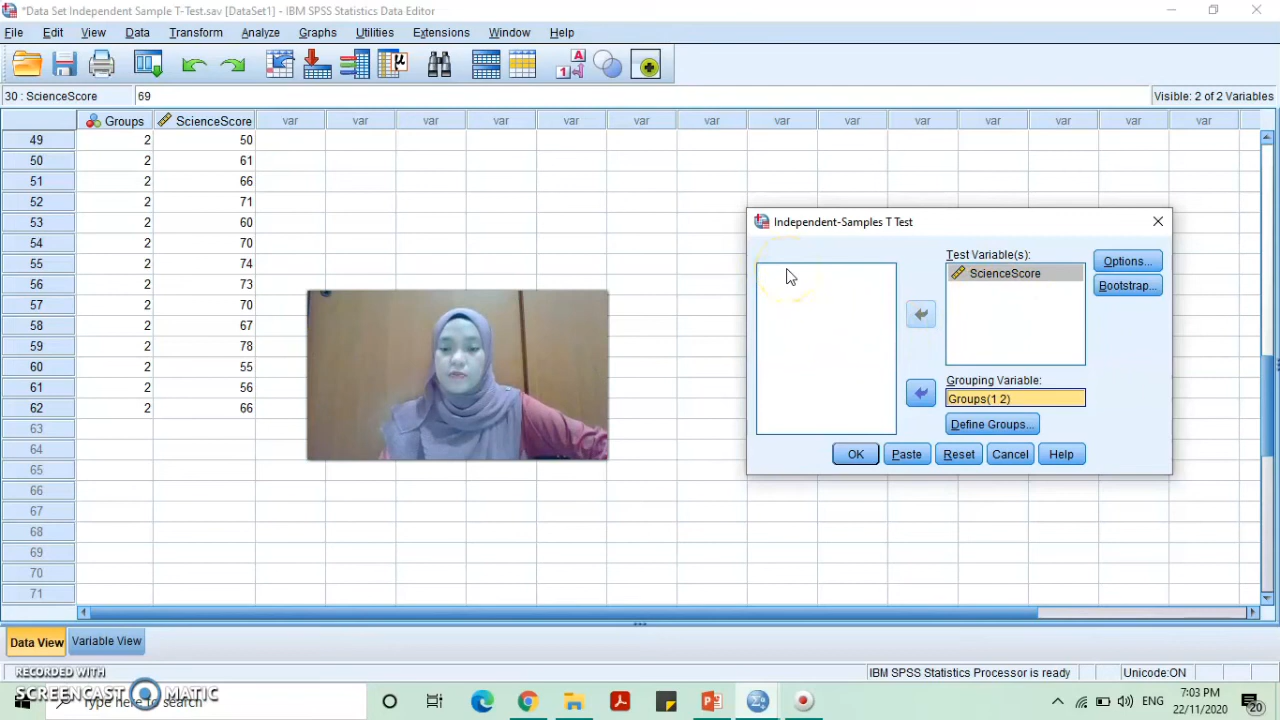 *Data Set Independent Sample T-Test.sav [DataSet1] - IBM SPSS Statistics Data Editor
File Edit View Data Transform Analyze Graphs Utilities Extensions Window Help
30 : ScienceScore 69 Visible: 2 of 2 Variables
Groups ScienceScore var var var var var var var var var var var var var var
49 2 50
50 2 61
51 2 66
52 2 71
53 2 60
54 2 70
55 2 74
56 2 73
57 2 70
58 2 67
59 2 78
60 2 55
61 2 56
62 2 66
63
64
65
66
67
68
69
70
71
Independent-Samples T Test
Test Variable(s):
ScienceScore
Options...
Bootstrap...
Grouping Variable:
Groups(1 2)
Define Groups...
OK Paste Reset Cancel Help
Data View Variable View
IBM SPSS Statistics Processor is ready Unicode:ON
RECORDED WITH
SCREENCAST MATIC
Type here to search
ENG 7:03 PM
22/11/2020 20